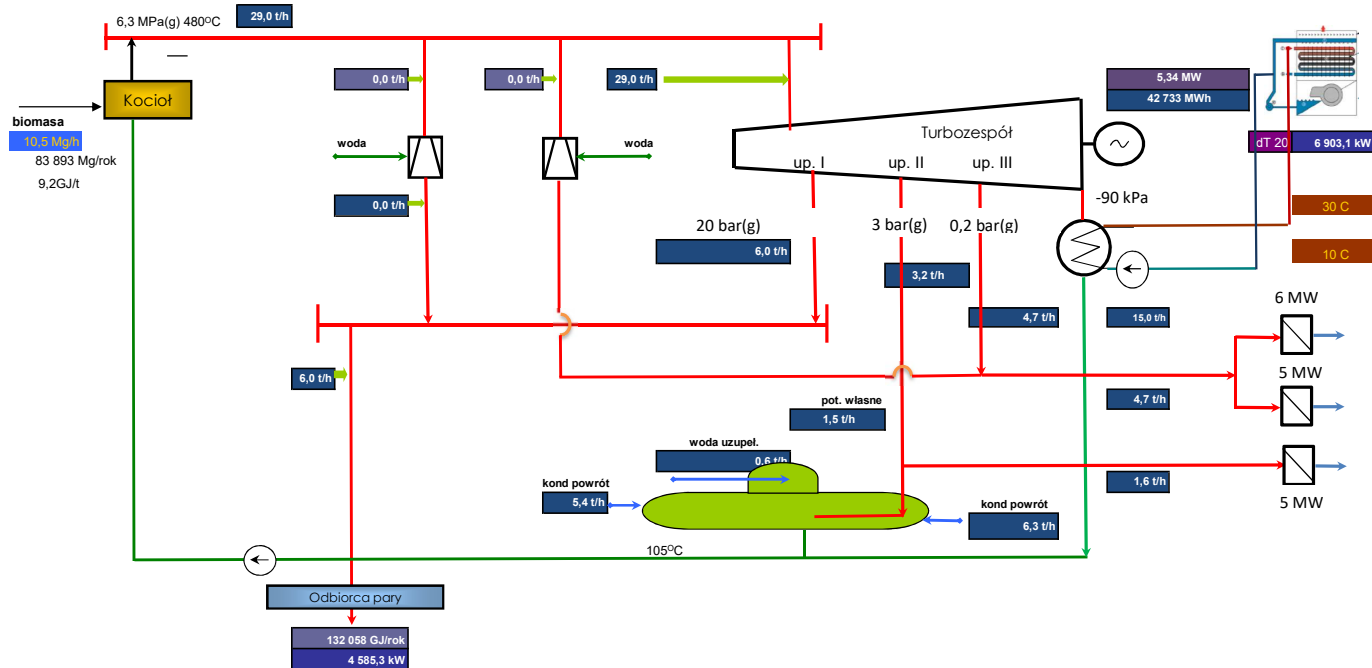 6,3 MPa(g) 480°C
29,0 t/h
Kocioł
biomasa
10,5 Mg/h
83 893 Mg/rok
9,2GJ/t
0,0 t/h
0,0 t/h
29,0 t/h
woda
woda
0,0 t/h
Turbozespół
up. I
up. II
up. III
5,34 MW
42 733 MWh
dT 20
6 903,1 kW
-90 kPa
30 C
10 C
20 bar(g)
3 bar(g)
0,2 bar(g)
6,0 t/h
3,2 t/h
4,7 t/h
15,0 t/h
6 MW
5 MW
6,0 t/h
4,7 t/h
pot. własne
1,5 t/h
woda uzupeł.
0,6 t/h
1,6 t/h
5 MW
kond powrót
5,4 t/h
kond powrót
6,3 t/h
105°C
Odbiorca pary
132 058 GJ/rok
4 585,3 kW